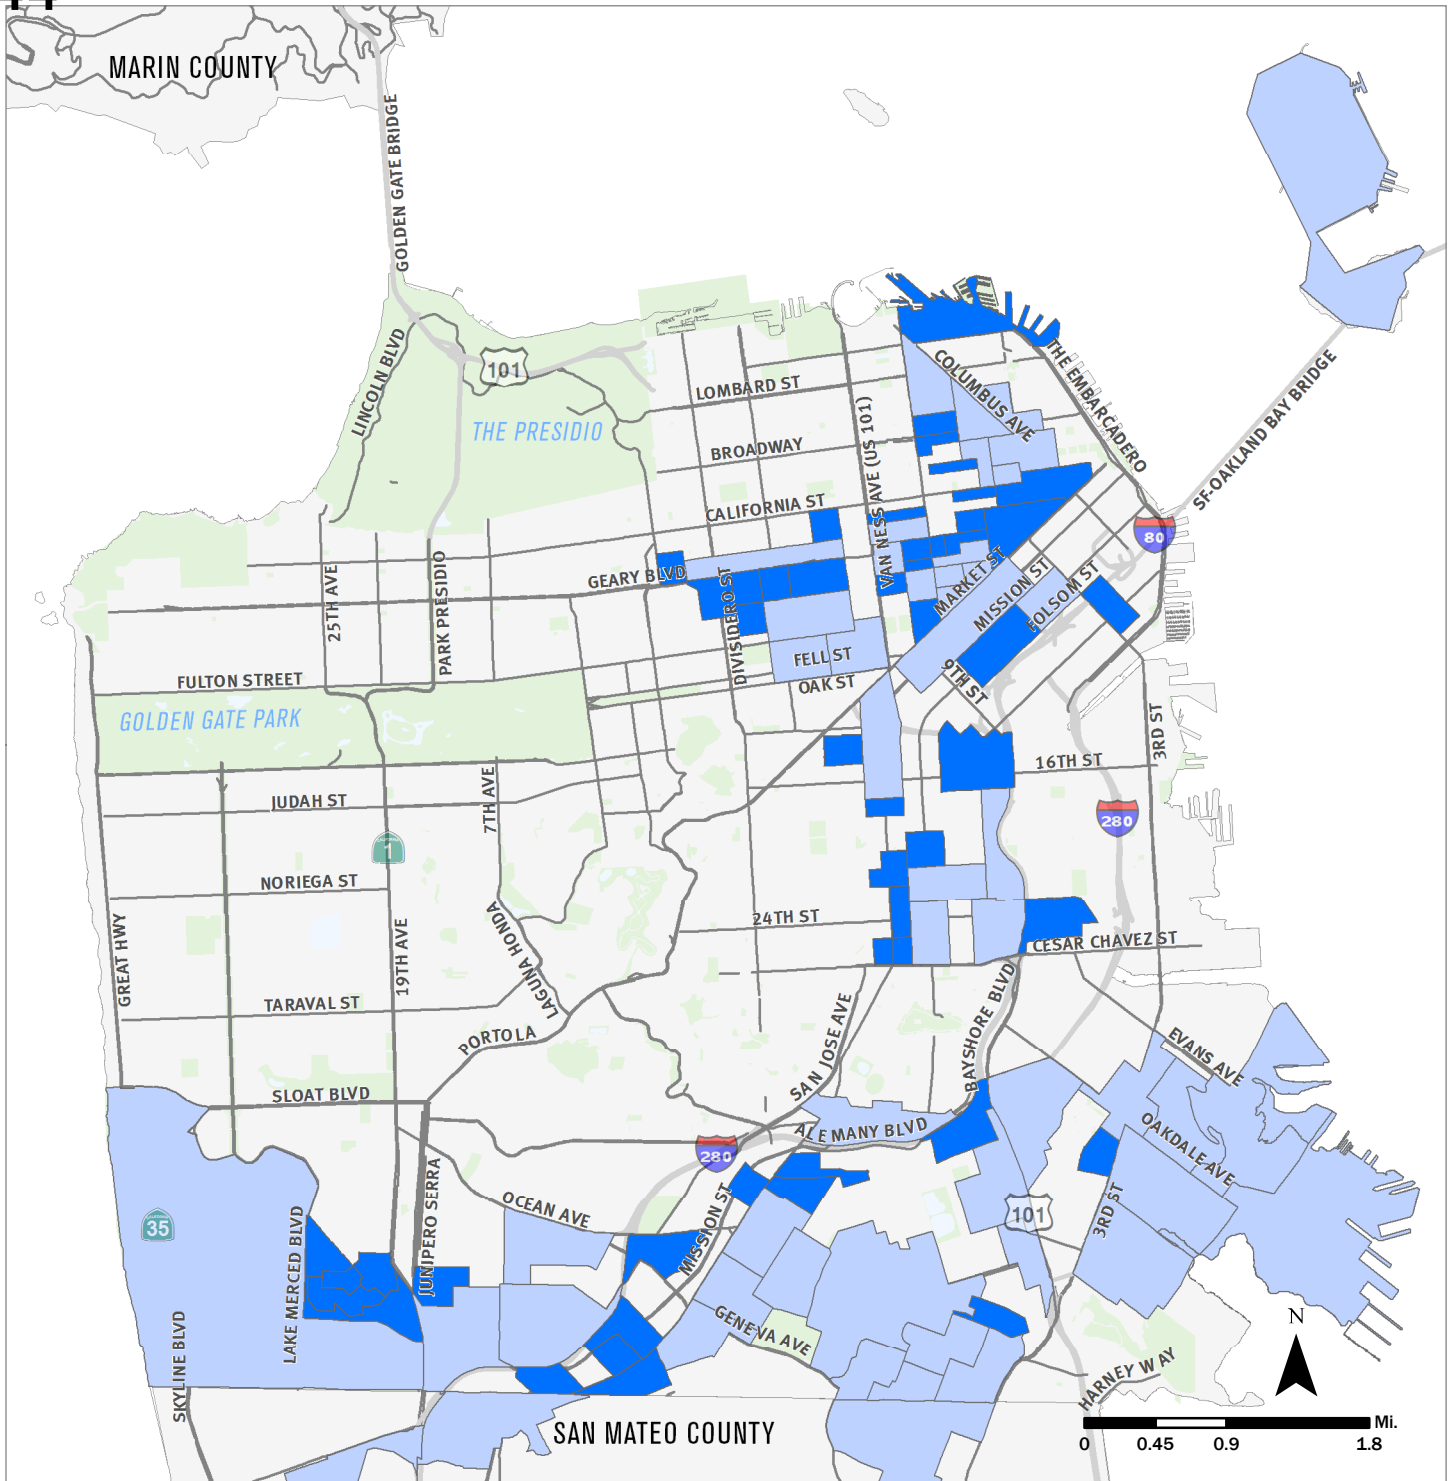 MARIN COUNTY
GOLDEN GATE BRIDGE
LINCOLN BLVD
101
THE PRESIDIO
LOMBARD ST
BROADWAY
CALIFORNIA ST
COLUMBUS AVE
THE EMBARCADERO
SF-OAKLAND BAY BRIDGE
VAN NESS AVE (US 101)
80
25TH AVE
PARK PRESIDIO
GEARY BLVD
DIVISIDERO ST
MARKET ST
MISSION ST
FOLSOM ST
9TH ST
FELL ST
OAK ST
FULTON STREET
GOLDEN GATE PARK
3RD ST
16TH ST
JUDAH ST
7TH AVE
280
1
NORIEGA ST
GREAT HWY
19TH AVE
LAGUNA HONDA
24TH ST
CESAR CHAVEZ ST
TARAVAL ST
PORTOLA
SAN JOSE AVE
BAYSHORE BLVD
EVANS AVE
SLOAT BLVD
ALEMANY BLVD
OAKDALE AVE
280
35
LAKE MERCED BLVD
JUNIPERO SERRA
OCEAN AVE
MISSION ST
101
3RD ST
SKYLINE BLVD
GENEVA AVE
HARNEY WAY
N
SAN MATEO COUNTY
Mi.
0 0.45 0.9 1.8